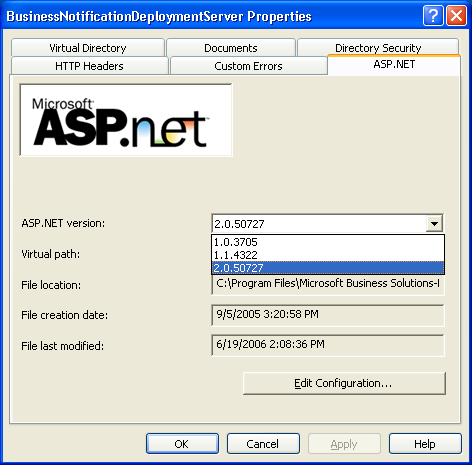 BusinessNotificationDeploymentServer Properties
Virtual Directory
Documents
Directory Security
HTTP Headers
Custom Errors
ASP.NET
Microsoft
ASP.net
ASP.NET version:
2.0.50727
1.0.3705
1.1.4322
2.0.50727
Virtual path:
File location:
C:\Program Files\Microsoft Business Solutions-
File creation date:
9/5/2005 3:20:58 PM
File last modified:
6/19/2006 2:08:36 PM
Edit Configuration...
OK
Cancel
Apply
Help